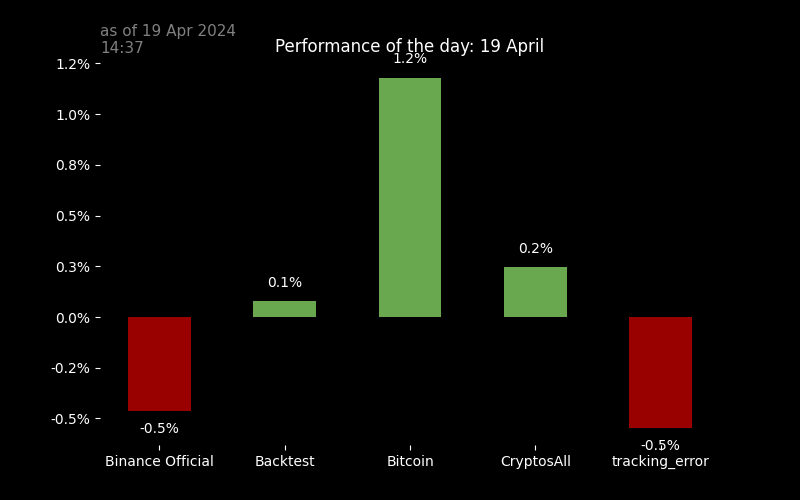 as of 19 Apr 2024
14:37
Performance of the day: 19 April
1.2%
1.2%
1.0%
0.8%
0.5%
0.3%
0.2%
0.1%
0.0%
-0.2%
-0.5%
-0.5%
-0.5%
Binance Official
Backtest
Bitcoin
CryptosAll
tracking_error